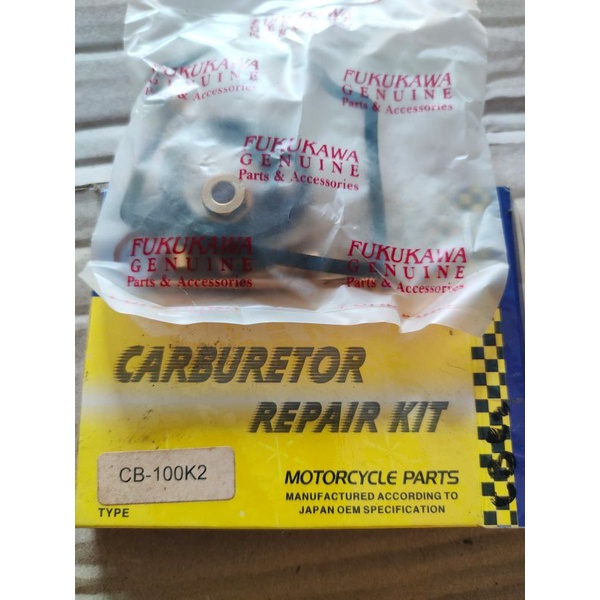 FUKUKAWA
GENUINE
Parts & Accessories
FUKUKAWA
GENUINE
Parts & Accessories
FUKUKAWA
GENUINE
Parts & Accessories
FUKUKAWA
GENUINE
Parts & Accessories
FUKUKAWA
GENUINE
Parts & Accessories
CARBURETOR
REPAIR KIT
CB-100K2
TYPE
MOTORCYCLE PARTS
MANUFACTURED ACCORDING TO
JAPAN OEM SPECIFICATION